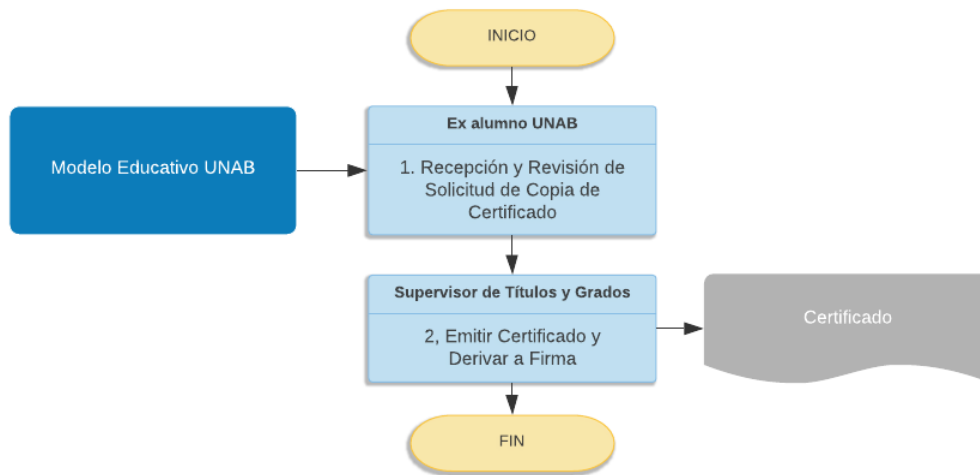 INICIO
Ex alumno UNAB
Modelo Educativo UNAB
1. Recepción y Revisión de
Solicitud de Copia de
Certificado
Supervisor de Títulos y Grados
2, Emitir Certificado y
Derivar a Firma
Certificado
FIN